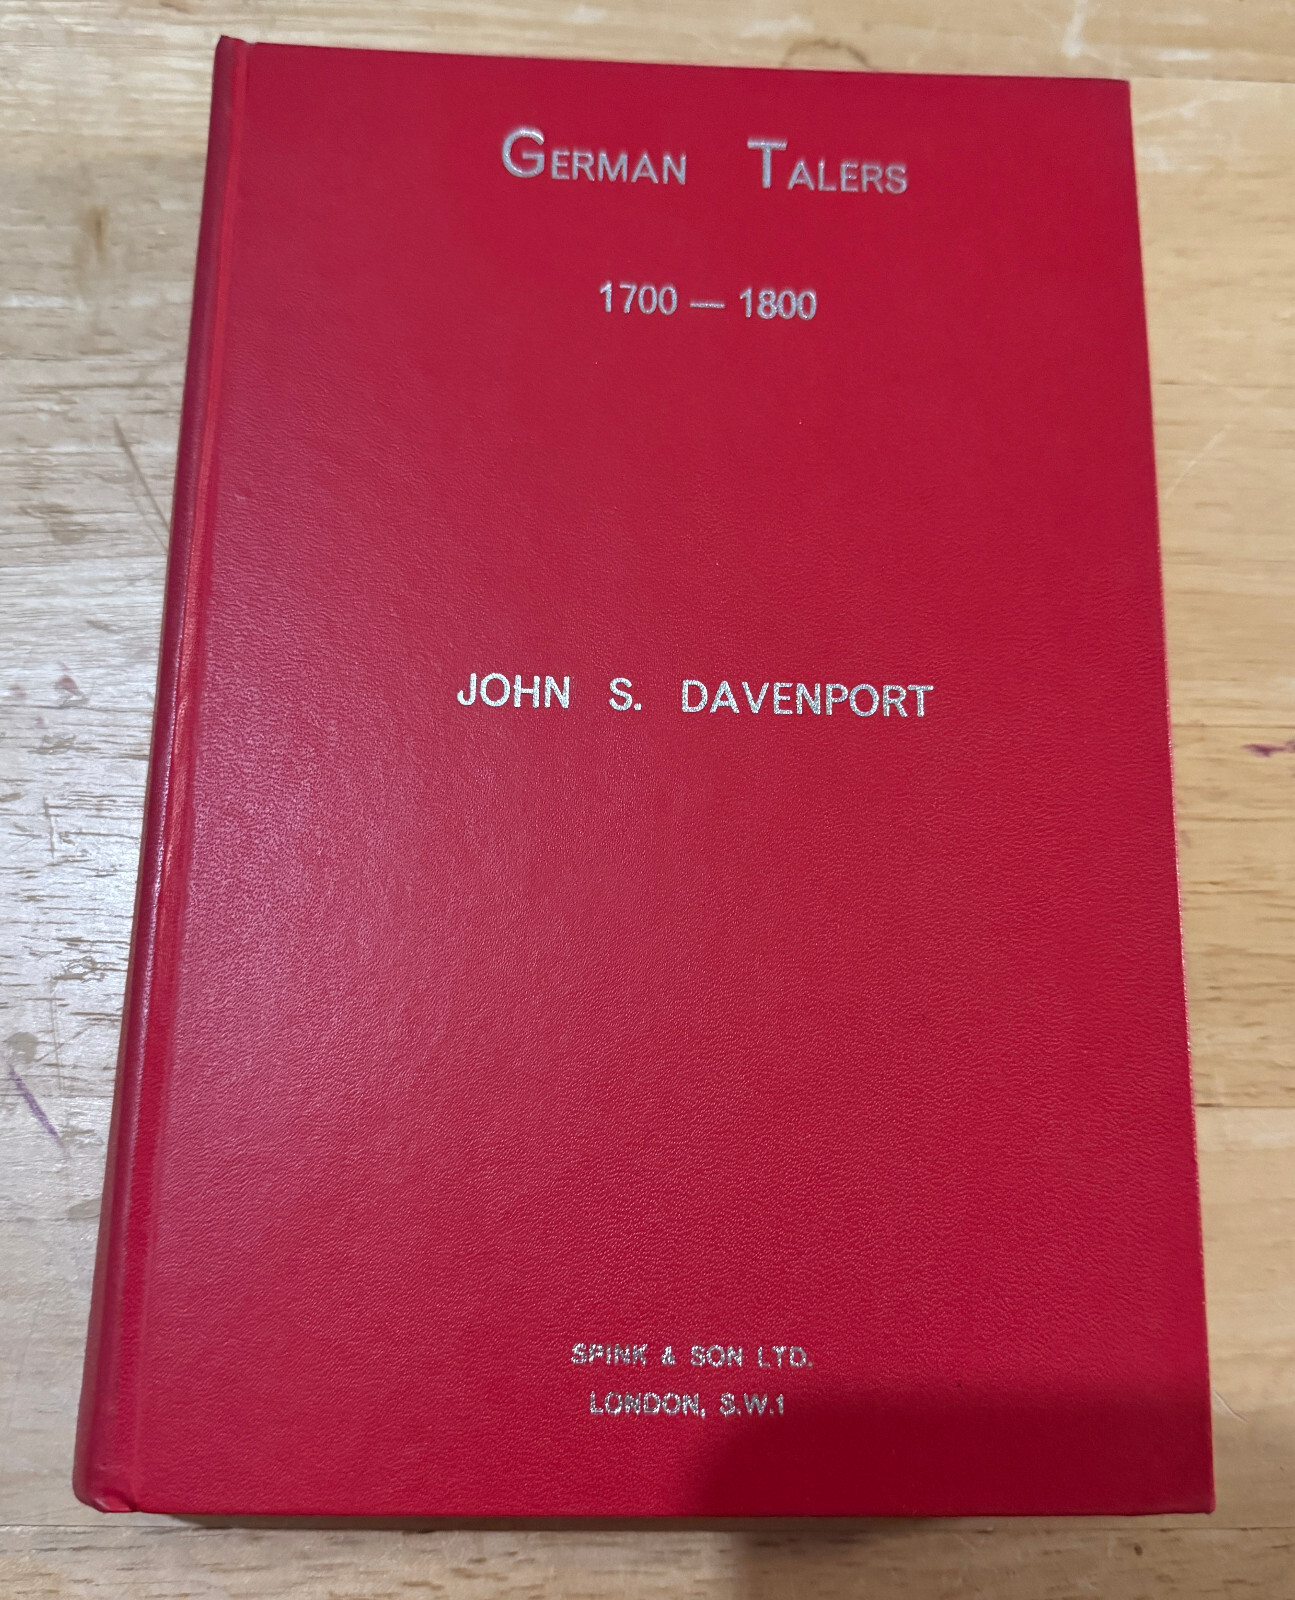 German Talers
1700 — 1800
JOHN S. DAVENPORT
SPINK & SON LTD.
LONDON, S.W.1